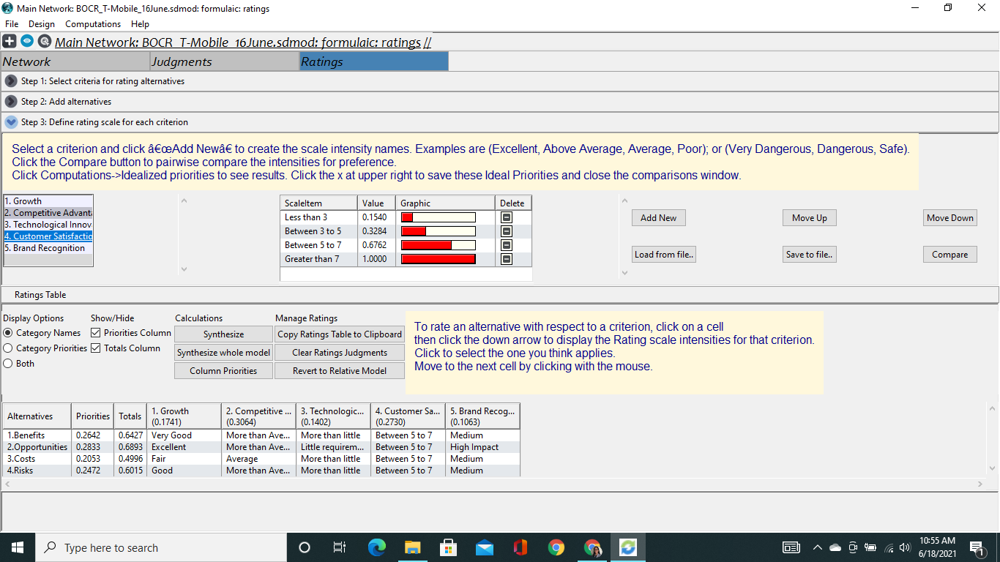 Main Network: BOCR_T-Mobile_16June.sdmod: formulaic: ratings
File Design Computations Help
Main Network: BOCR_T-Mobile_16June.sdmod: formulaic: ratings //
Network Judgments Ratings
Step 1: Select criteria for rating alternatives
Step 2: Add alternatives
Step 3: Define rating scale for each criterion
Select a criterion and click â€œAdd Newâ€ to create the scale intensity names. Examples are (Excellent, Above Average, Average, Poor); or (Very Dangerous, Dangerous, Safe).
Click the Compare button to pairwise compare the intensities for preference.
Click Computations->Idealized priorities to see results. Click the x at upper right to save these Ideal Priorities and close the comparisons window.
1. Growth
2. Competitive Advanta
3. Technological Innov
4. Customer Satisfactio
5. Brand Recognition
ScaleItem Value Graphic Delete
Less than 3 0.1540
Between 3 to 5 0.3284
Between 5 to 7 0.6762
Greater than 7 1.0000
Add New Move Up Move Down
Load from file.. Save to file.. Compare
Ratings Table
Display Options Show/Hide Calculations Manage Ratings
Category Names Priorities Column Synthesize Copy Ratings Table to Clipboard
Category Priorities Totals Column Synthesize whole model Clear Ratings Judgments
Both Column Priorities Revert to Relative Model
To rate an alternative with respect to a criterion, click on a cell
then click the down arrow to display the Rating scale intensities for that criterion.
Click to select the one you think applies.
Move to the next cell by clicking with the mouse.
Alternatives Priorities Totals 1. Growth (0.1741) 2. Competitive ... (0.3064) 3. Technologic... (0.1402) 4. Customer Sa... (0.2730) 5. Brand Recog... (0.1063)
1.Benefits 0.2642 0.6427 Very Good More than Ave... More than little Between 5 to 7 Medium
2.Opportunities 0.2833 0.6893 Excellent More than Ave... Little requirem... Between 5 to 7 High Impact
3.Costs 0.2053 0.4996 Fair Average More than little Between 5 to 7 Medium
4.Risks 0.2472 0.6015 Good More than Ave... More than little Between 5 to 7 Medium
Type here to search
10:55 AM
6/18/2021
1